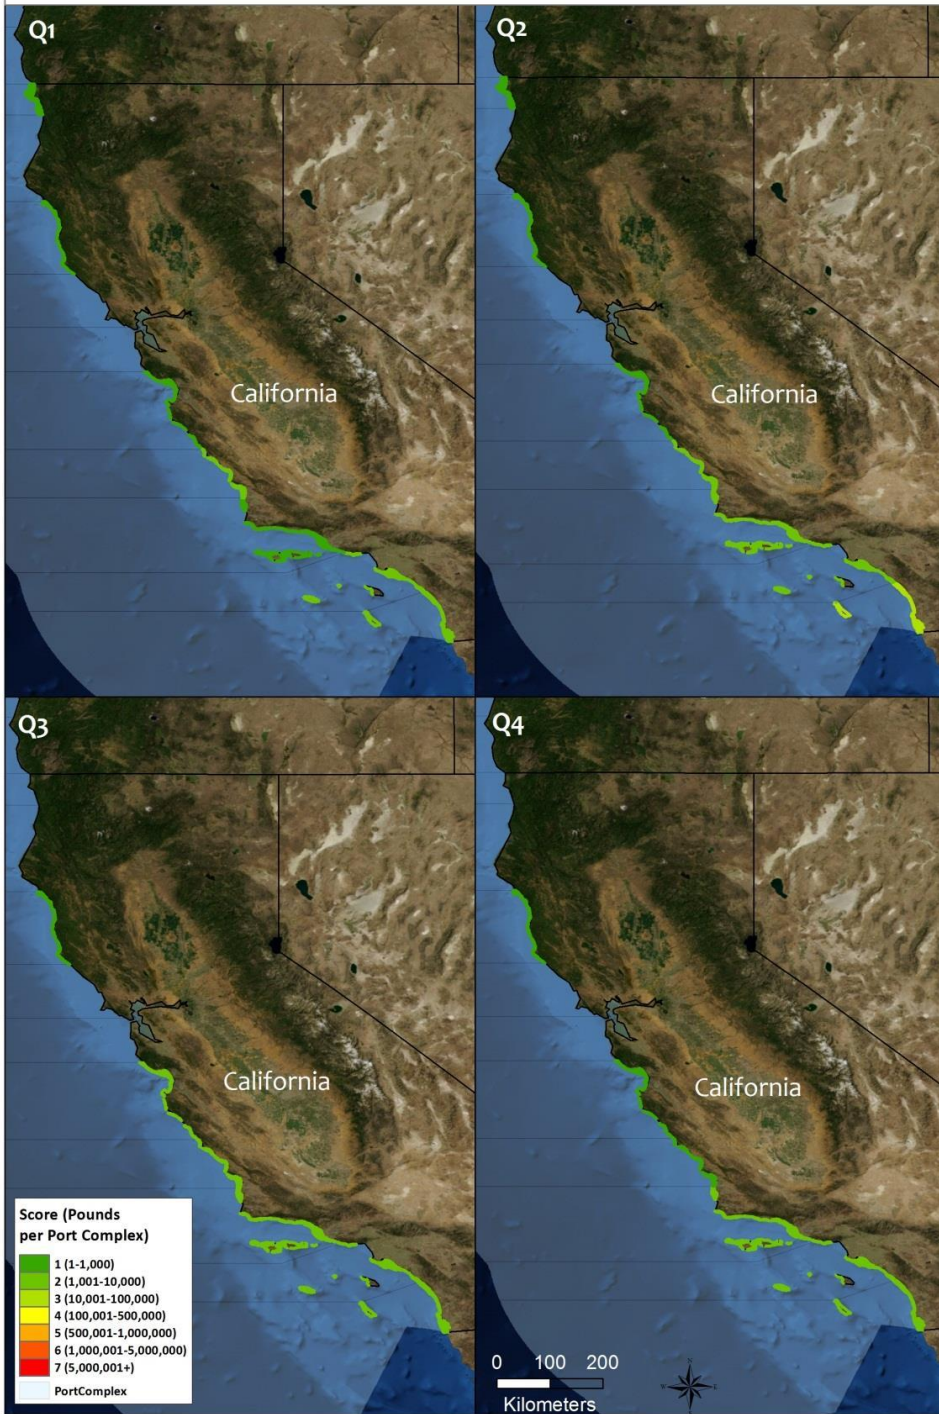 Q1
Q2
California
California
Q3
Q4
California
California
Score (Pounds
per Port Complex)
1 (1-1,000)
2 (1,001-10,000)
3 (10,001-100,000)
4 (100,001-500,000)
5 (500,001-1,000,000)
6 (1,000,001-5,000,000)
7 (5,000,001+)
PortComplex
0 100 200
Kilometers
N
W E
S